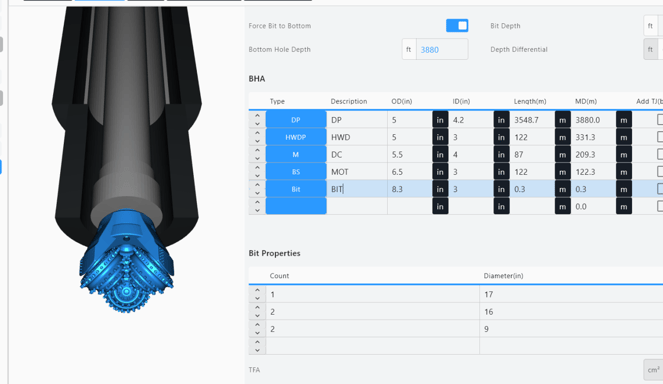 Force Bit to Bottom Bit Depth ft
Bottom Hole Depth ft 3880 Depth Differential ft
BHA
Type Description OD(in) ID(in) Length(m) MD(m) Add TJ(b
DP DP 5 in 4.2 in 3548.7 m 3880.0 m
HWDP HWD 5 in 3 in 122 m 331.3 m
M DC 5.5 in 4 in 87 m 209.3 m
BS MOT 6.5 in 3 in 122 m 122.3 m
Bit BIT 8.3 in 3 in 0.3 m 0.3 m
in in m 0.0 m
Bit Properties
Count Diameter(in)
1 17
2 16
2 9
TFA cm²